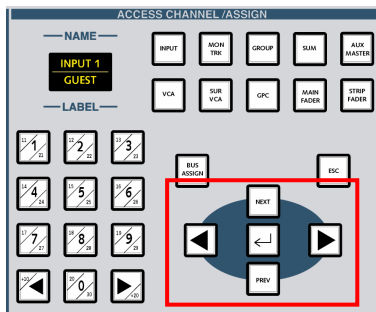 ACCESS CHANNEL /ASSIGN
NAME
INPUT 1
GUEST
LABEL
INPUT
MON TRK
GROUP
SUM
AUX MASTER
VCA
SUR VCA
GPC
MAIN FADER
STRIP FADER
11 1 21
12 2 22
13 3 23
14 4 24
15 5 25
16 6 26
17 7 27
18 8 28
19 9 29
+10
20 0 30
+20
BUS ASSIGN
ESC
NEXT
PREV